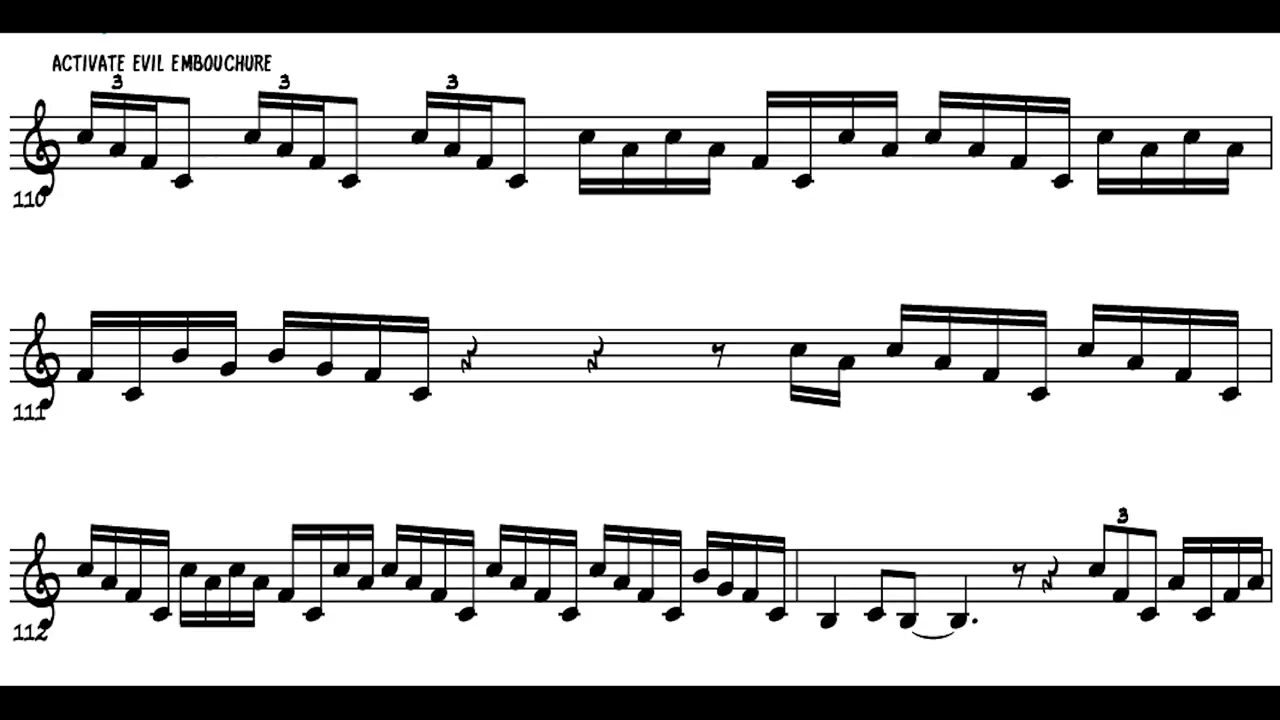 ACTIVATE EVIL EMBOUCHURE
3 3 3
110
111
3
112